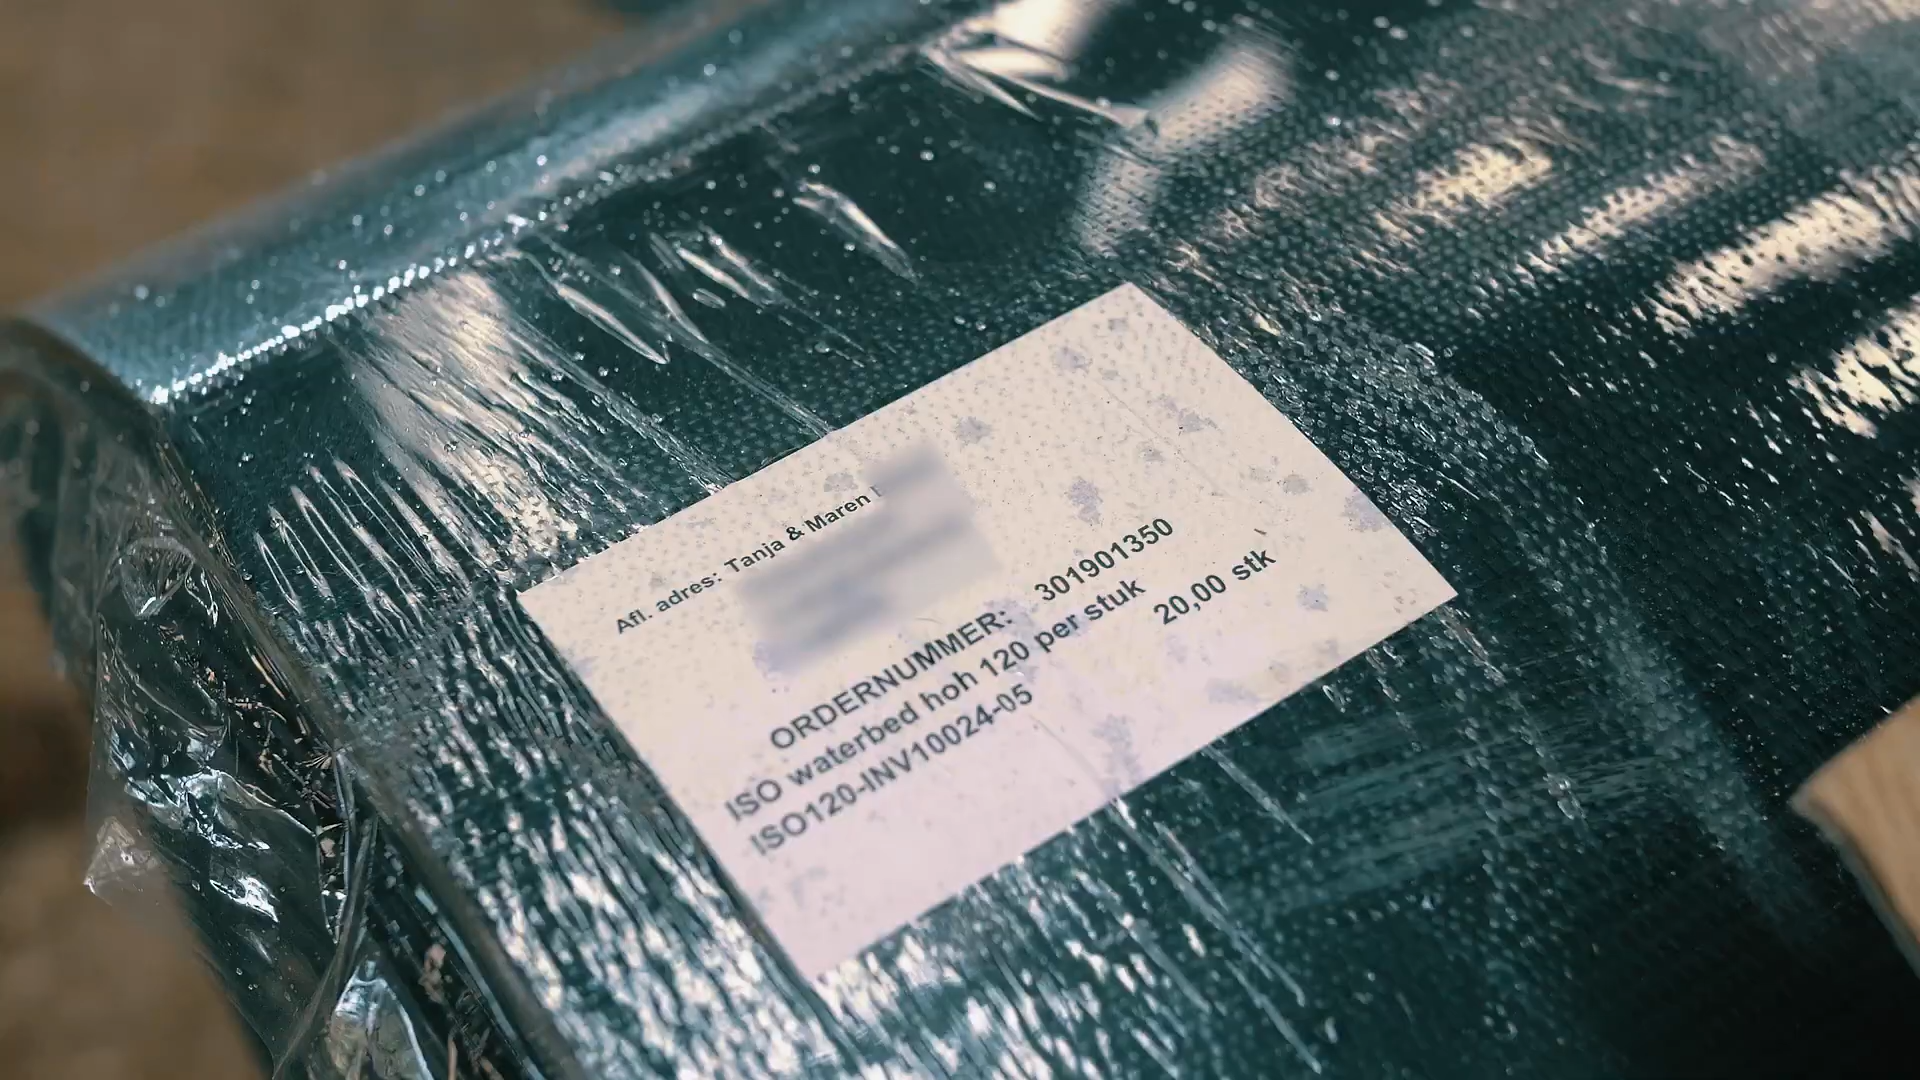 Afl. adres: Tanja & Maren
ORDERNUMMER: 301901350
ISO waterbed hoh 120 per stuk 20,00 stk
ISO120-INV10024-05